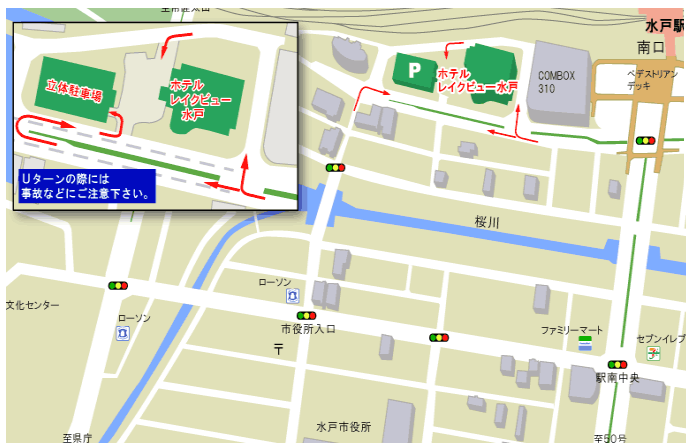 至常陸太田
水戸駅
南口
ペデストリアン
デッキ
立体駐車場
ホテル
レイクビュー
水戸
Uターンの際には
事故などにご注意下さい。
P
ホテル
レイクビュー水戸
COMBOX
310
桜川
文化センター
ローソン
ローソン
市役所入口
〒
ファミリーマート
セブンイレブ
駅南中央
水戸市役所
至県庁
至50号